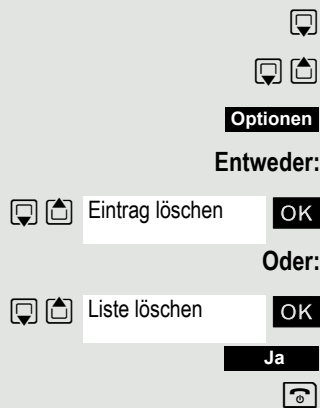 Optionen
Entweder:
Eintrag löschen OK
Oder:
Liste löschen OK
Ja